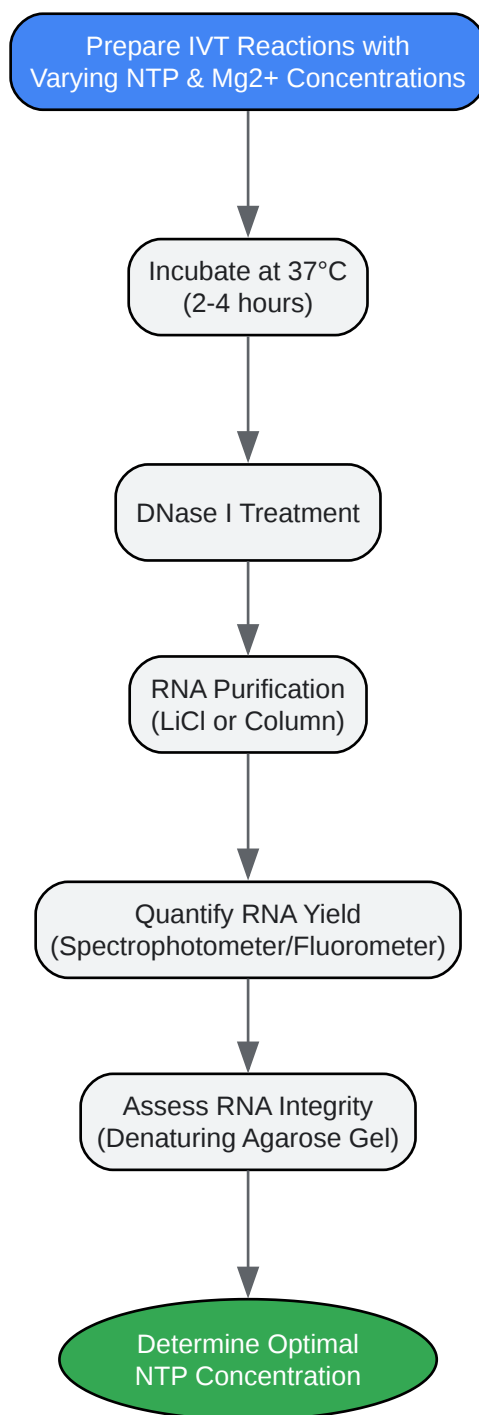 Prepare IVT Reactions with
Varying NTP & Mg2+ Concentrations
Incubate at 37°C
(2-4 hours)
DNase I Treatment
RNA Purification
(LiCl or Column)
Quantify RNA Yield
(Spectrophotometer/Fluorometer)
Assess RNA Integrity
(Denaturing Agarose Gel)
Determine Optimal
NTP Concentration